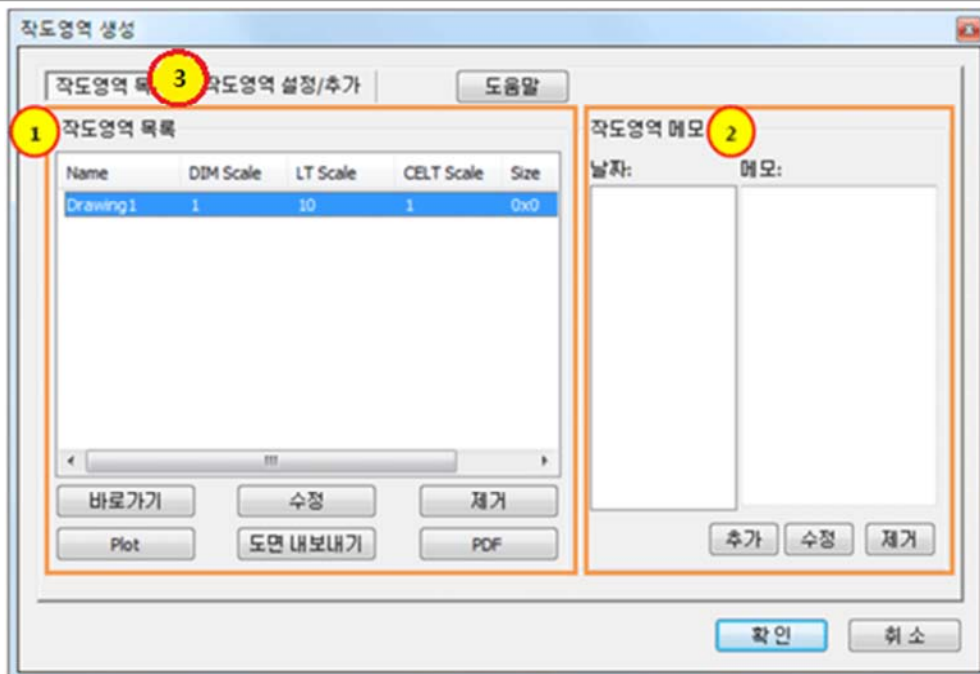 작도영역 생성
작도영역 목 3 작도영역 설정/추가 도움말
1 작도영역 목록
Name DIM Scale LT Scale CELT Scale Size
Drawing1 1 10 1 0x0
바로가기 수정 제거
Plot 도면 내보내기 PDF
작도영역 메모 2
날자: 메모:
추가 수정 제거
확인 취소